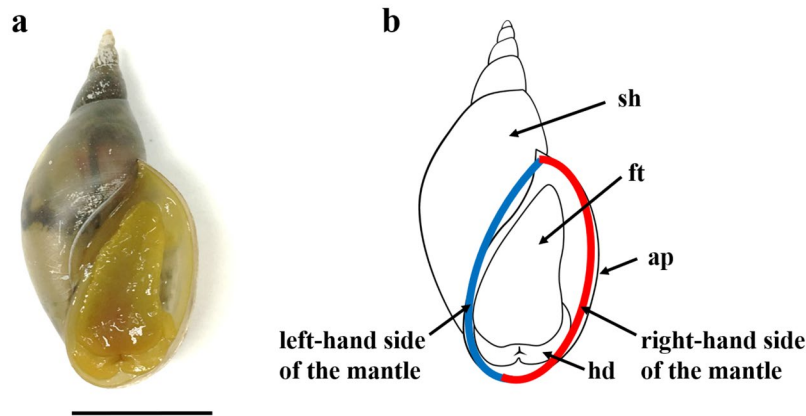 a
b
sh
ft
ap
left-hand side
of the mantle
hd
right-hand side
of the mantle